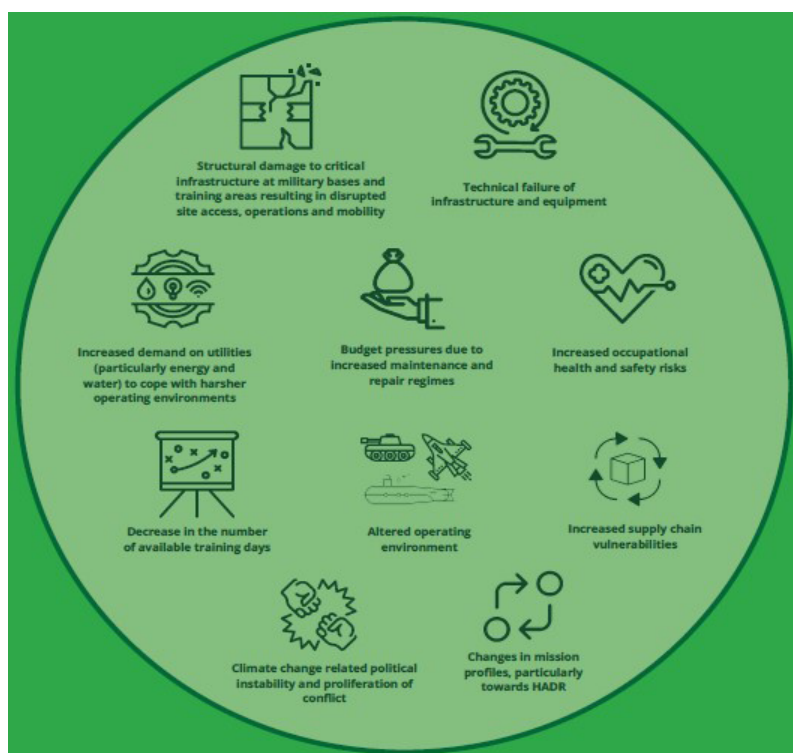 Structural damage to critical
infrastructure at military bases and
training areas resulting in disrupted
site access, operations and mobility
Technical failure of
infrastructure and equipment
Increased demand on utilities
(particularly energy and
water) to cope with harsher
operating environments
Budget pressures due to
increased maintenance and
repair regimes
Increased occupational
health and safety risks
Decrease in the number
of available training days
Altered operating
environment
Increased supply chain
vulnerabilities
Climate change related political
instability and proliferation of
conflict
Changes in mission
profiles, particularly
towards HADR